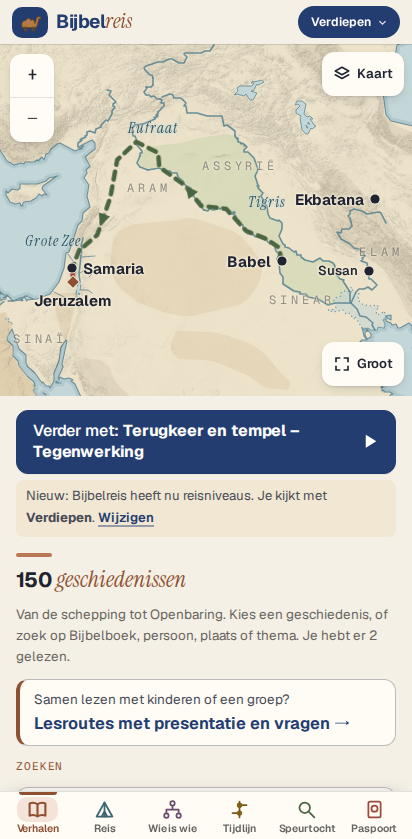 Bijbelreis
Verdiepen
+
Kaart
–
Eufraat
ASSYRIË
ARAM
Tigris
Ekbatana
Grote Zee
ELAM
Samaria
Babel
Susan
Jeruzalem
SINEAR
SINAÏ
Groot
Verder met: Terugkeer en tempel –
Tegenwerking
Nieuw: Bijbelreis heeft nu reisniveaus. Je kijkt met
Verdiepen. Wijzigen
150 geschiedenissen
Van de schepping tot Openbaring. Kies een geschiedenis, of
zoek op Bijbelboek, persoon, plaats of thema. Je hebt er 2
gelezen.
Samen lezen met kinderen of een groep?
Lesroutes met presentatie en vragen →
ZOEKEN
Verhalen
Reis
Wie is wie
Tijdlijn
Speurtocht
Paspoort